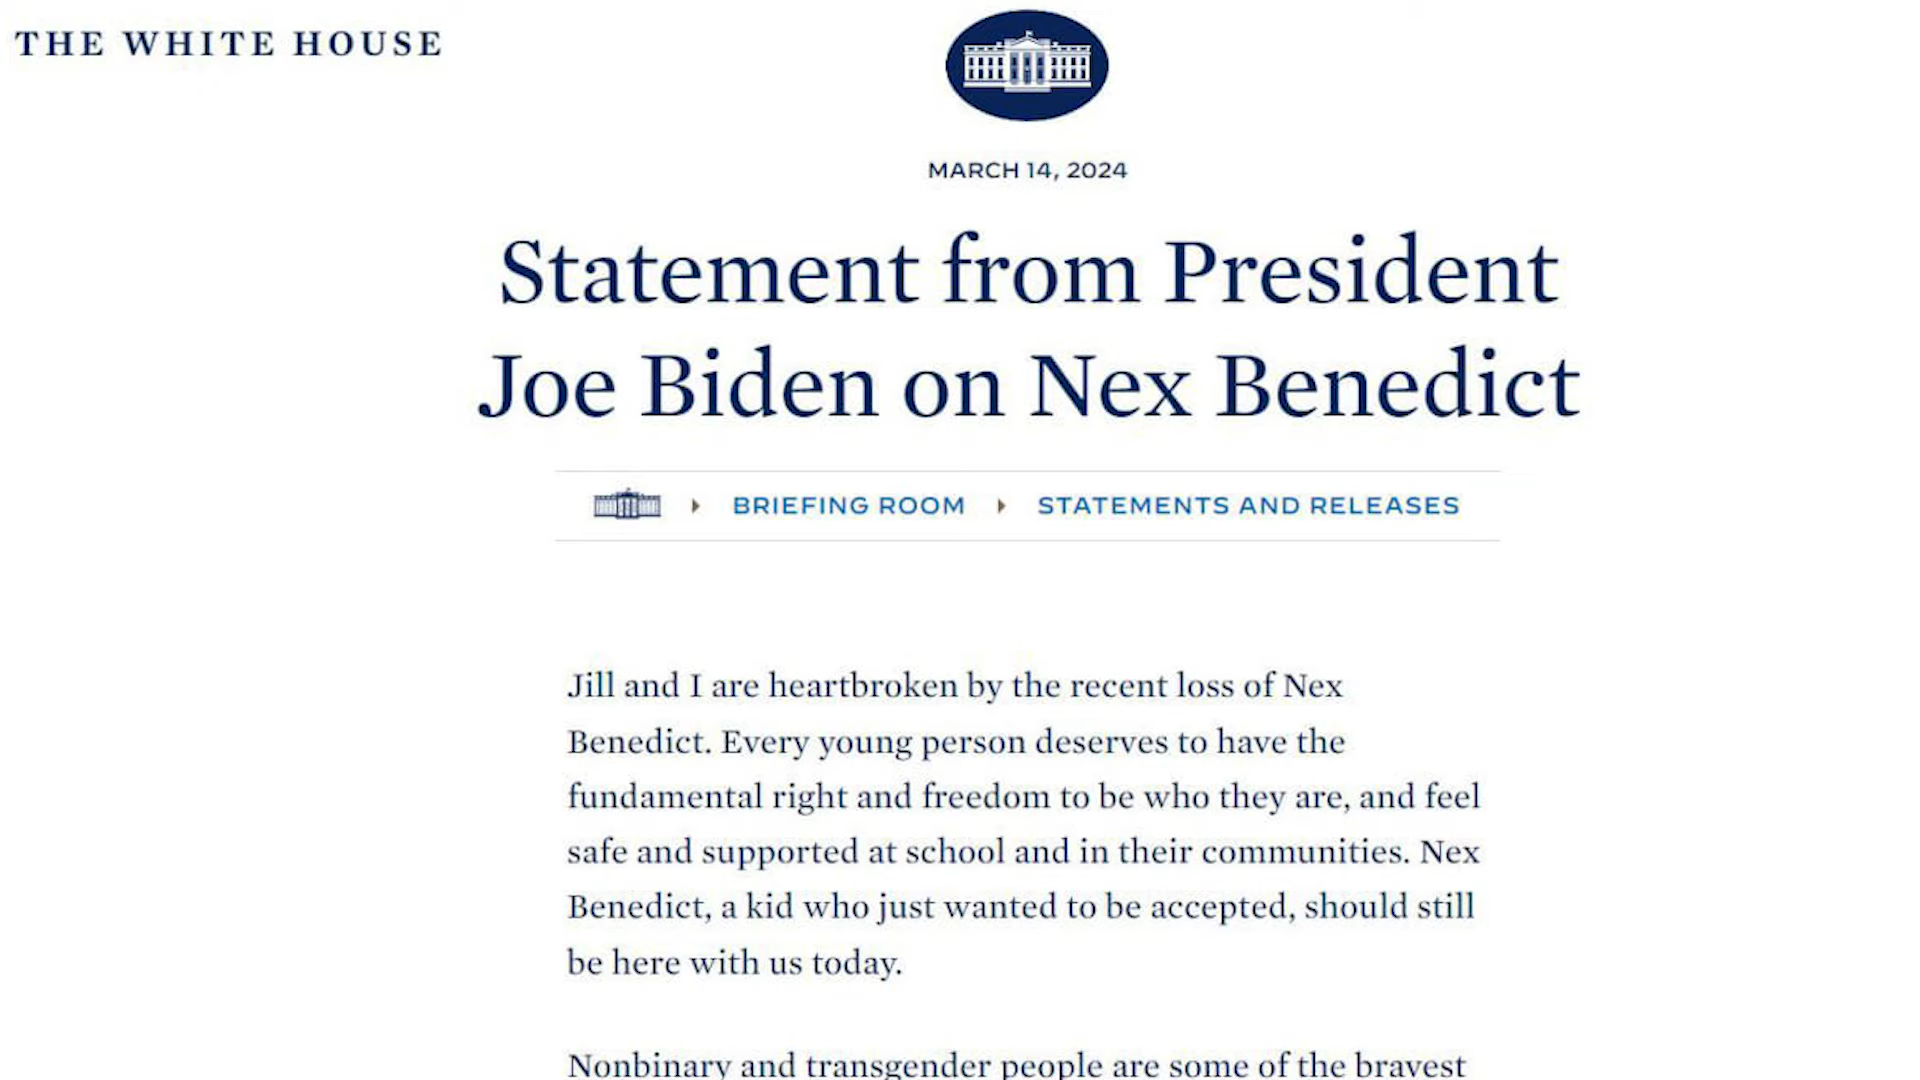 THE WHITE HOUSE
MARCH 14, 2024
Statement from President
Joe Biden on Nex Benedict
BRIEFING ROOM STATEMENTS AND RELEASES
Jill and I are heartbroken by the recent loss of Nex
Benedict. Every young person deserves to have the
fundamental right and freedom to be who they are, and feel
safe and supported at school and in their communities. Nex
Benedict, a kid who just wanted to be accepted, should still
be here with us today.
Nonbinary and transgender people are some of the bravest